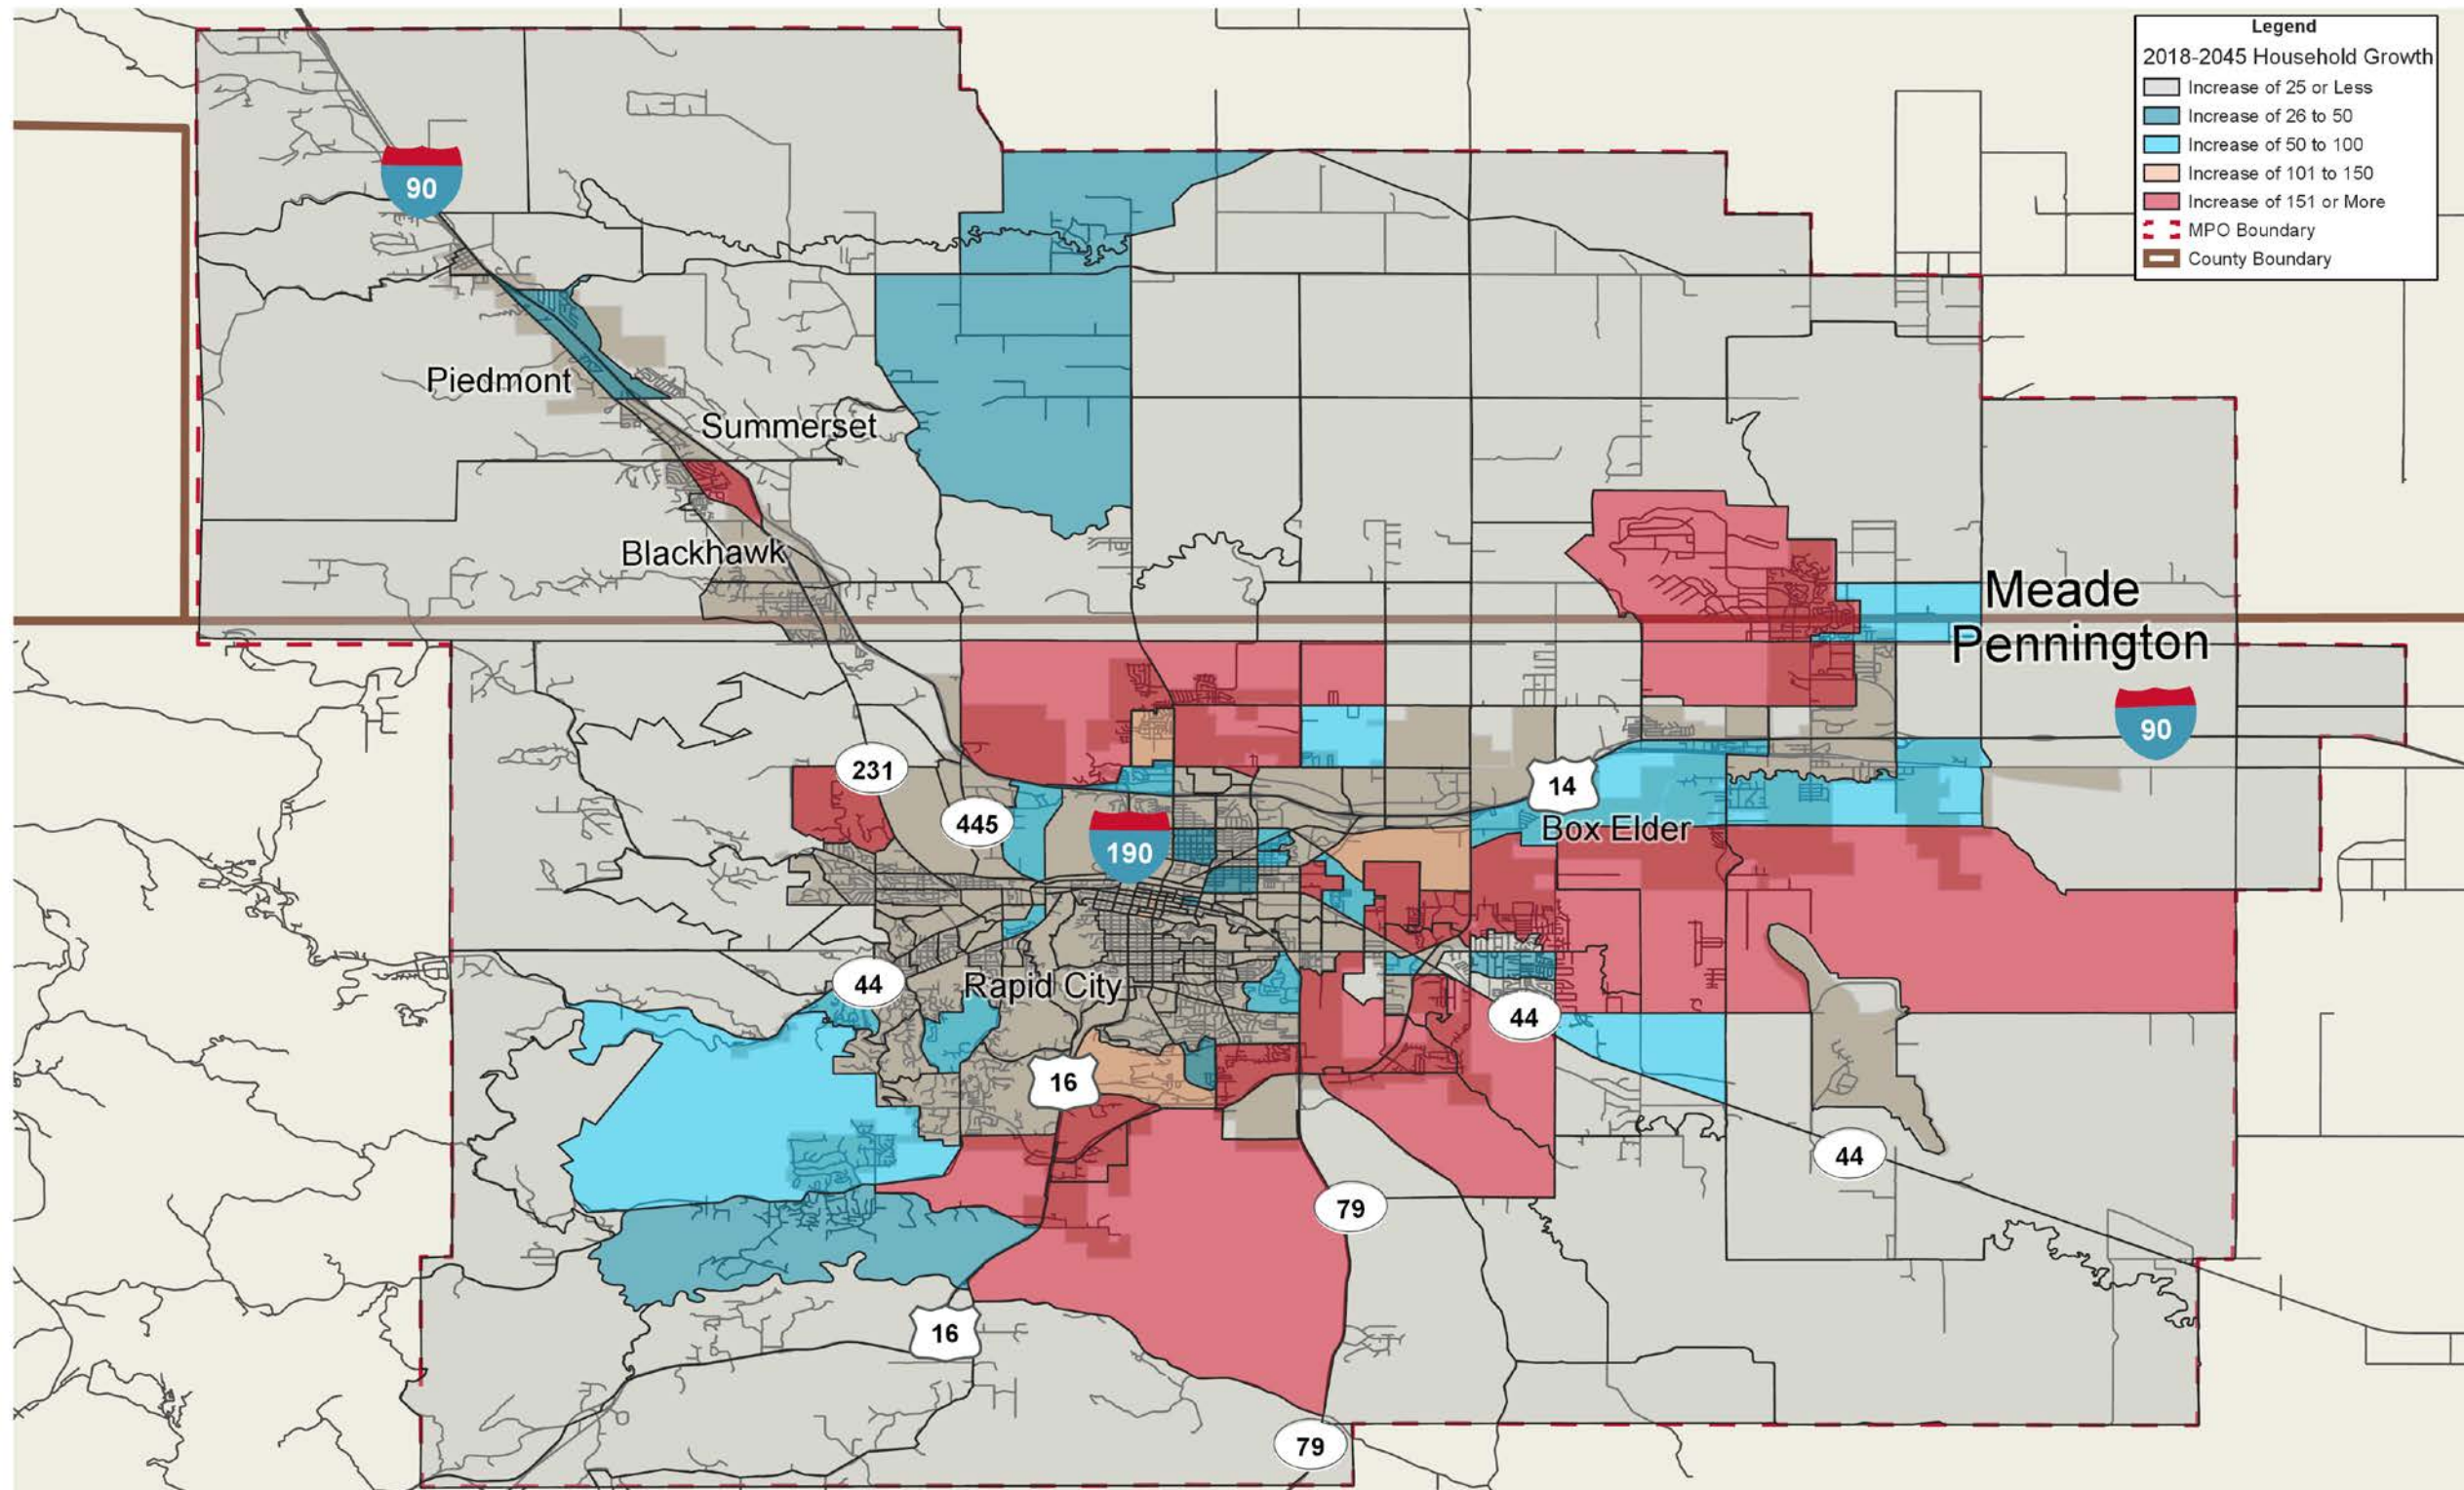 Legend
2018-2045 Household Growth
Increase of 25 or Less
Increase of 26 to 50
Increase of 50 to 100
Increase of 101 to 150
Increase of 151 or More
MPO Boundary
County Boundary
90
Piedmont
Summerset
Blackhawk
Meade
Pennington
90
231
14
445
Box Elder
190
44
Rapid City
44
16
44
79
16
79